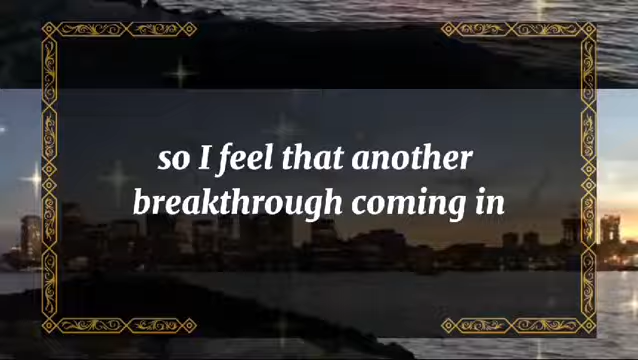 so I feel that another
breakthrough coming in